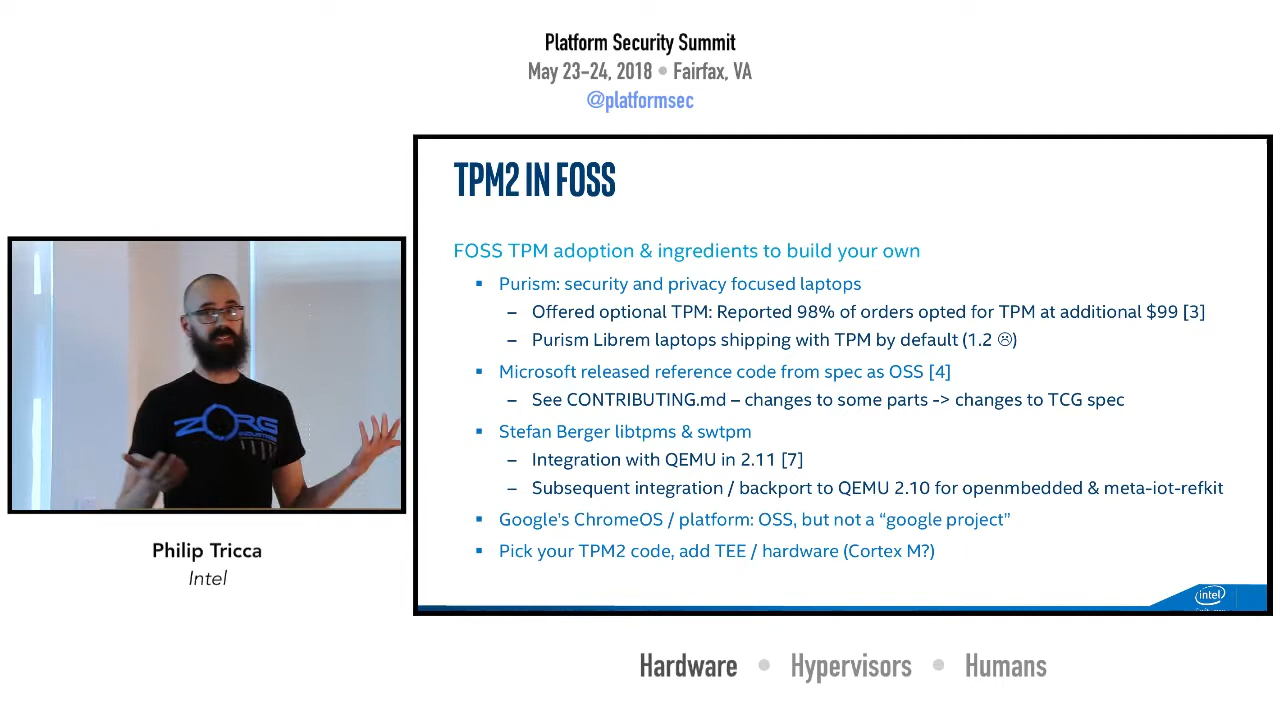 Platform Security Summit
May 23-24, 2018 • Fairfax, VA
@platformsec
TPM2 IN FOSS
FOSS TPM adoption & ingredients to build your own
▪ Purism: security and privacy focused laptops
– Offered optional TPM: Reported 98% of orders opted for TPM at additional $99 [3]
– Purism Librem laptops shipping with TPM by default (1.2 ☹)
▪ Microsoft released reference code from spec as OSS [4]
– See CONTRIBUTING.md – changes to some parts -> changes to TCG spec
▪ Stefan Berger libtpms & swtpm
– Integration with QEMU in 2.11 [7]
– Subsequent integration / backport to QEMU 2.10 for openmbedded & meta-iot-refkit
▪ Google's ChromeOS / platform: OSS, but not a "google project"
▪ Pick your TPM2 code, add TEE / hardware (Cortex M?)
intel
ZORG
INDUSTRIES
Philip Tricca
Intel
Hardware • Hypervisors • Humans